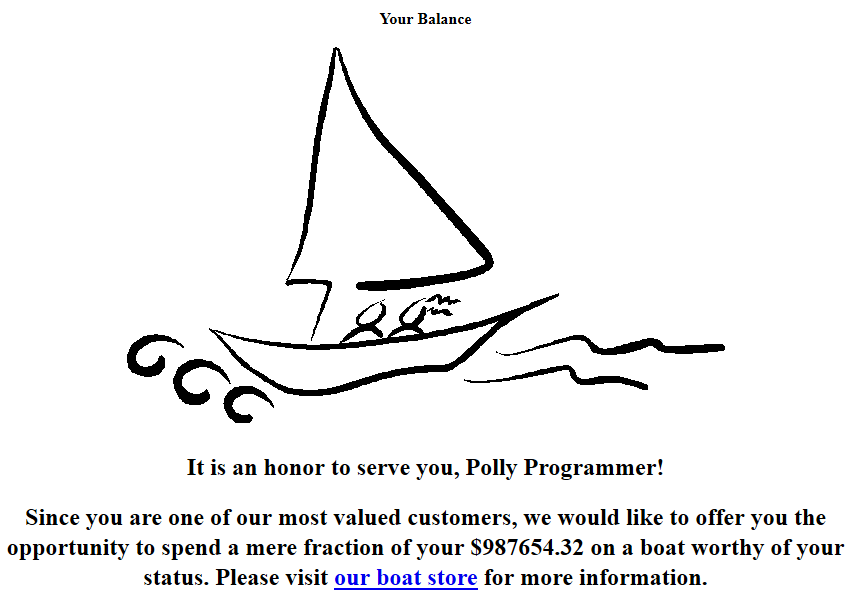 Your Balance
It is an honor to serve you, Polly Programmer!
Since you are one of our most valued customers, we would like to offer you the
opportunity to spend a mere fraction of your $987654.32 on a boat worthy of your
status. Please visit our boat store for more information.